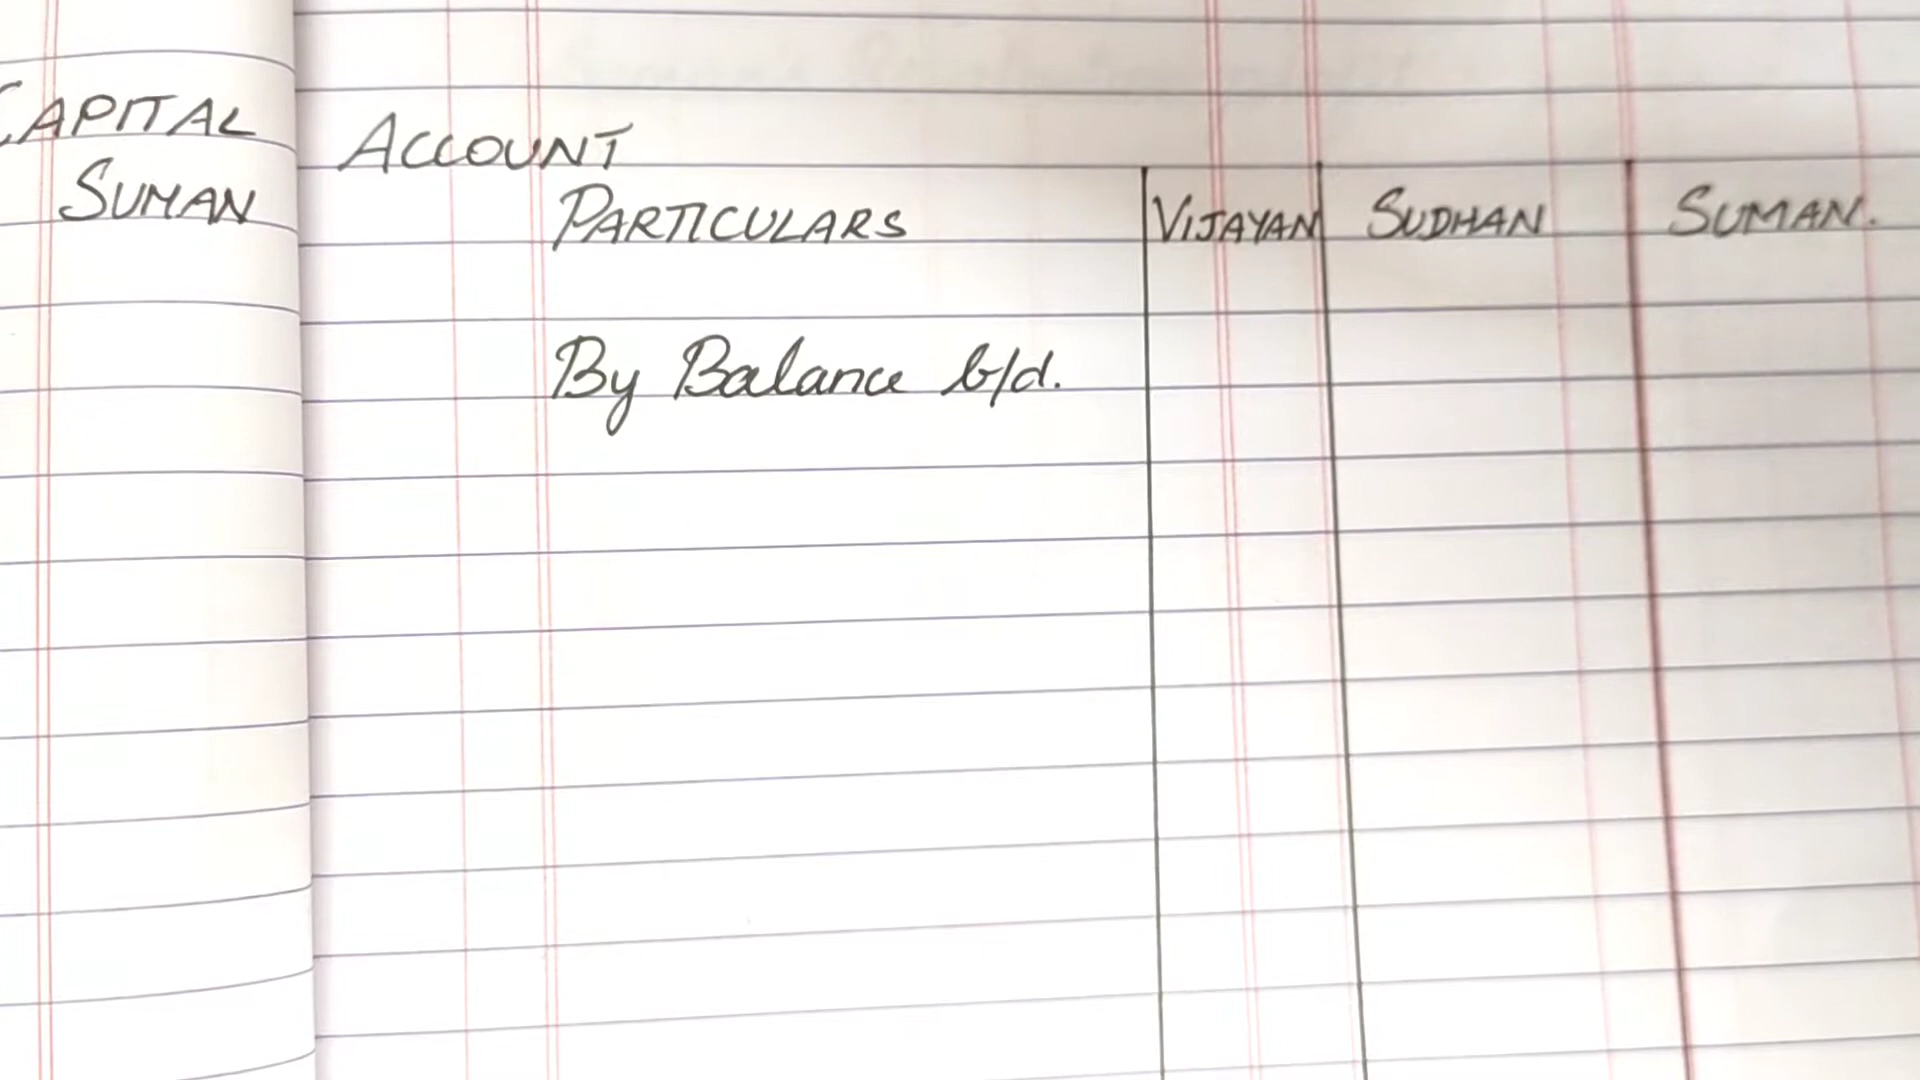 CAPITAL ACCOUNT
SUMAN PARTICULARS VIJAYAN SUDHAN SUMAN.
By Balance b/d.